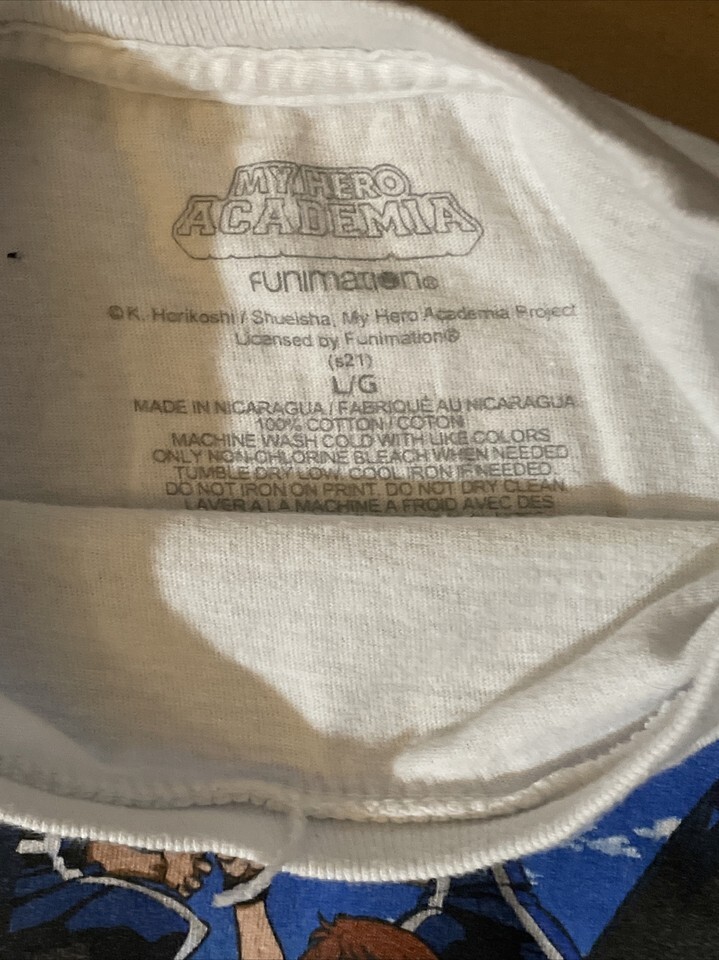 MY HERO
ACADEMIA
FUNIMATION®
©K. Horikoshi / Shueisha, My Hero Academia Project
Licensed by Funimation®
(s21)
L/G
MADE IN NICARAGUA / FABRIQUÉ AU NICARAGUA
100% COTTON / COTON
MACHINE WASH COLD WITH LIKE COLORS
ONLY NON-CHLORINE BLEACH WHEN NEEDED.
TUMBLE DRY LOW. COOL IRON IF NEEDED.
DO NOT IRON ON PRINT. DO NOT DRY CLEAN.
LAVER A LA MACHINE A FROID AVEC DES